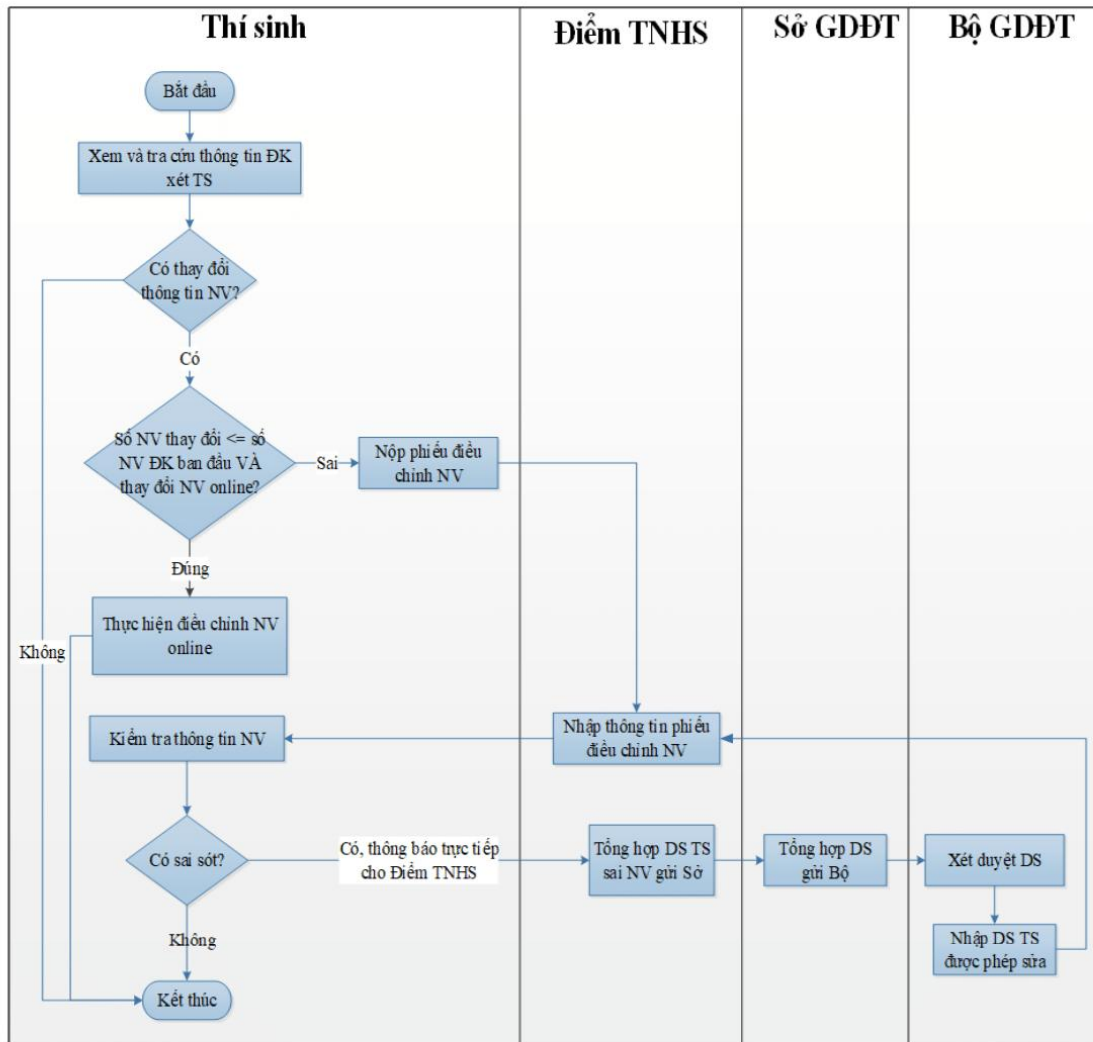 Thí sinh
Điểm TNHS
Sở GDĐT
Bộ GDĐT
Bắt đầu
Xem và tra cứu thông tin ĐK
xét TS
Có thay đổi
thông tin NV?
Có
Số NV thay đổi <= số
NV ĐK ban đầu VÀ
thay đổi NV online?
Sai
Nộp phiếu điều
chỉnh NV
Đúng
Thực hiện điều chỉnh NV
online
Không
Kiểm tra thông tin NV
Nhập thông tin phiếu
điều chỉnh NV
Có sai sót?
Có, thông báo trực tiếp
cho Điểm TNHS
Tổng hợp DS TS
sai NV gửi Sở
Tổng hợp DS
gửi Bộ
Xét duyệt DS
Nhập DS TS
được phép sửa
Không
Kết thúc